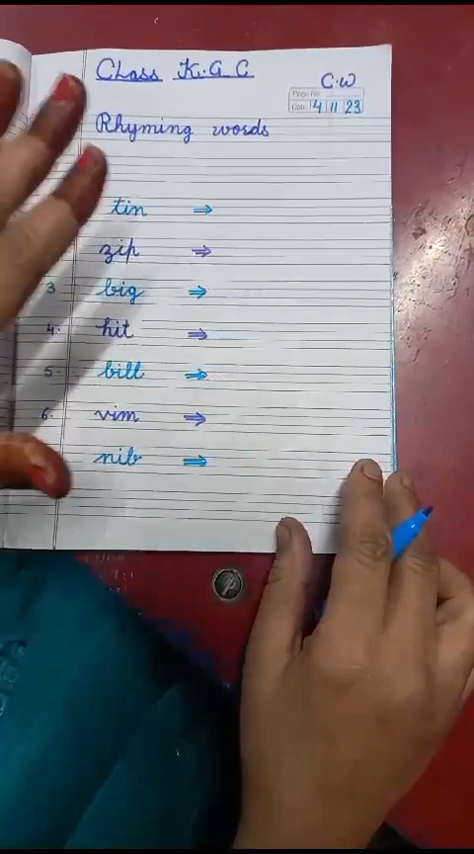 Class K.G C
C.W
Page No.
Date 4 11 23
Rhyming words
tin ⇒
zip ⇒
3 big ⇒
4. hit ⇒
5. bill ⇒
6. vim ⇒
nib ⇒